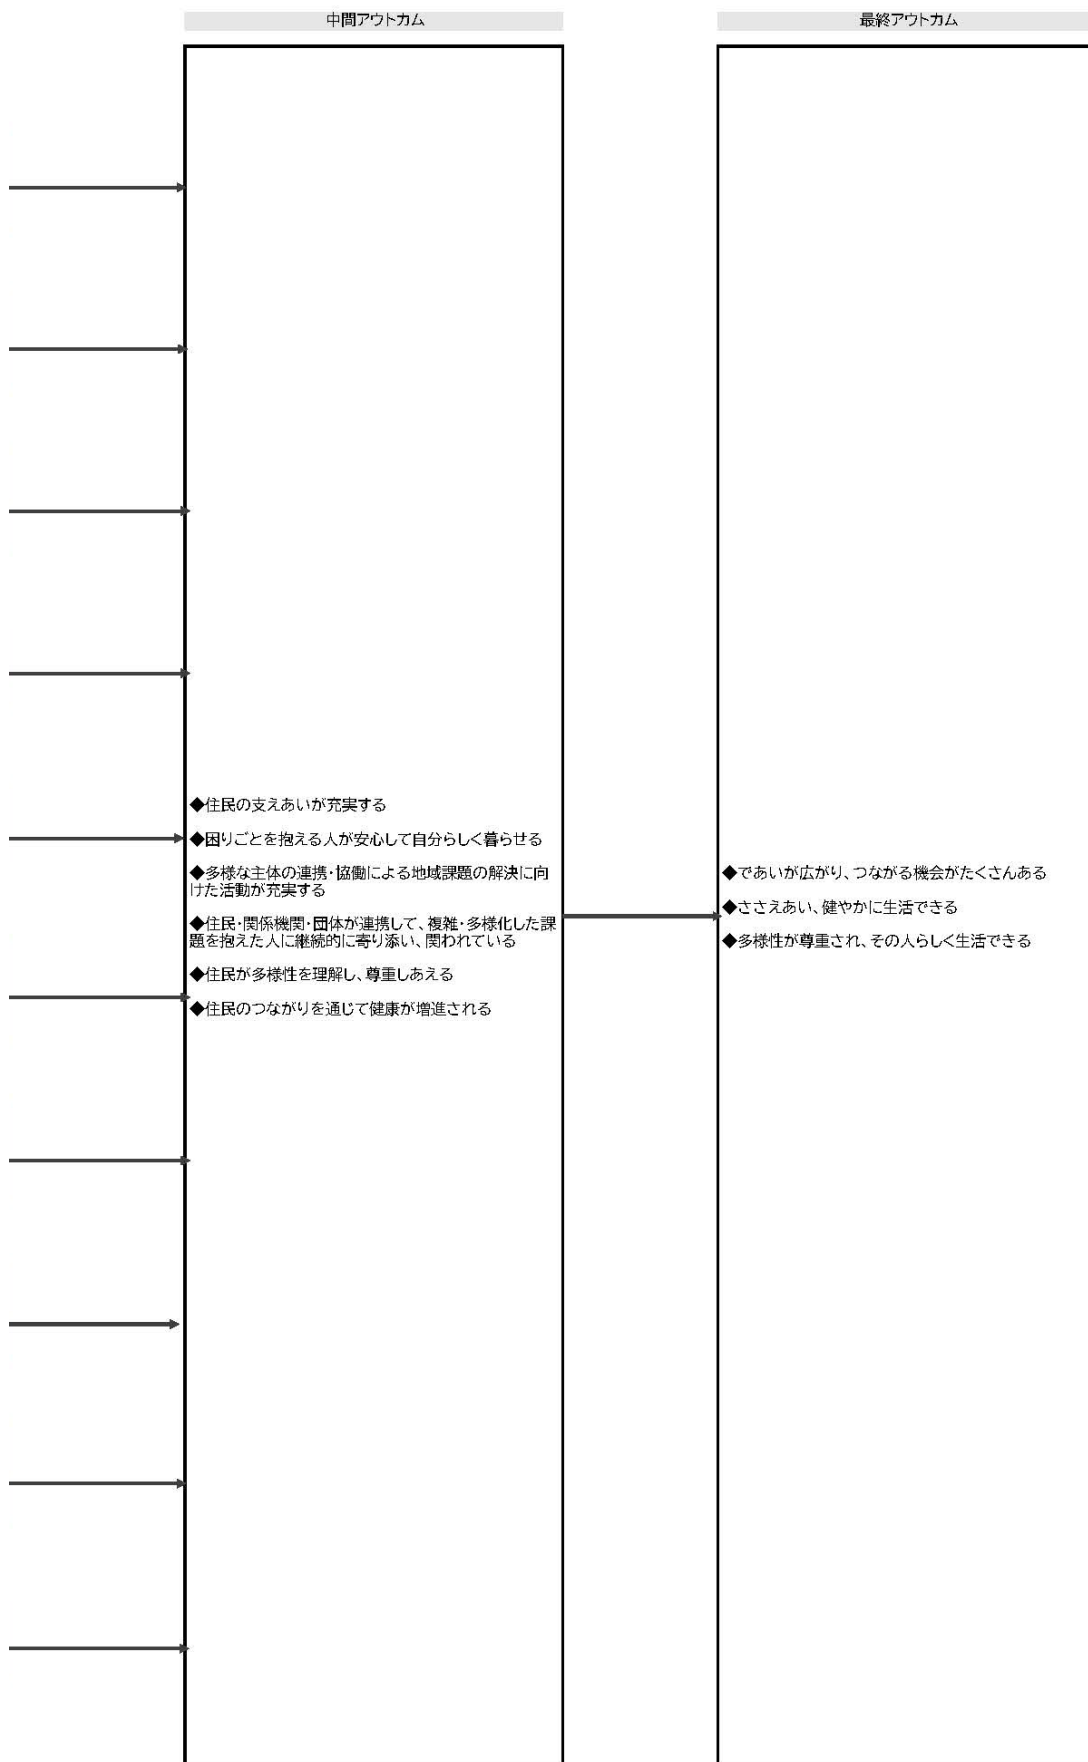 中間アウトカム
最終アウトカム
◆住民の支えあいが充実する
◆困りごとを抱える人が安心して自分らしく暮らせる
◆多様な主体の連携・協働による地域課題の解決に向
けた活動が充実する
◆住民・関係機関・団体が連携して、複雑・多様化した課
題を抱えた人に継続的に寄り添い、関われている
◆住民が多様性を理解し、尊重しあえる
◆住民のつながりを通じて健康が増進される
◆であいが広がり、つながる機会がたくさんある
◆ささえあい、健やかに生活できる
◆多様性が尊重され、その人らしく生活できる